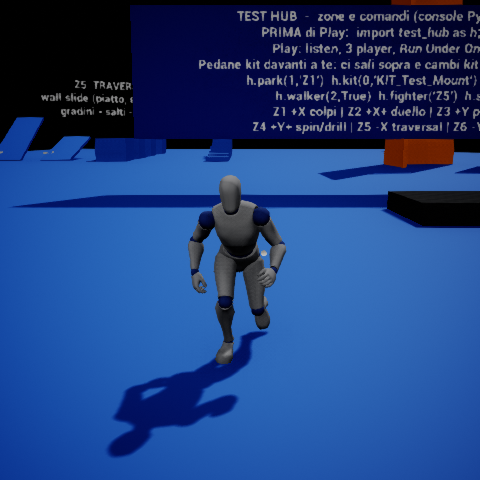 TEST HUB - zone e comandi (console Py
PRIMA di Play: import test_hub as h;
Play: listen, 3 player, Run Under On
Pedane kit davanti a te: ci sali sopra e cambi kit
h.park(1,'Z1') h.kit(0,'KIT_Test_Mount')
h.walker(2,True) h.fighter('Z5') h.s
Z1 +X colpi | Z2 +X+ duello | Z3 +Y p
Z4 +Y+ spin/drill | Z5 -X traversal | Z6 -Y
Z5 TRAVER
wall slide (piatto,
gradini - salti -